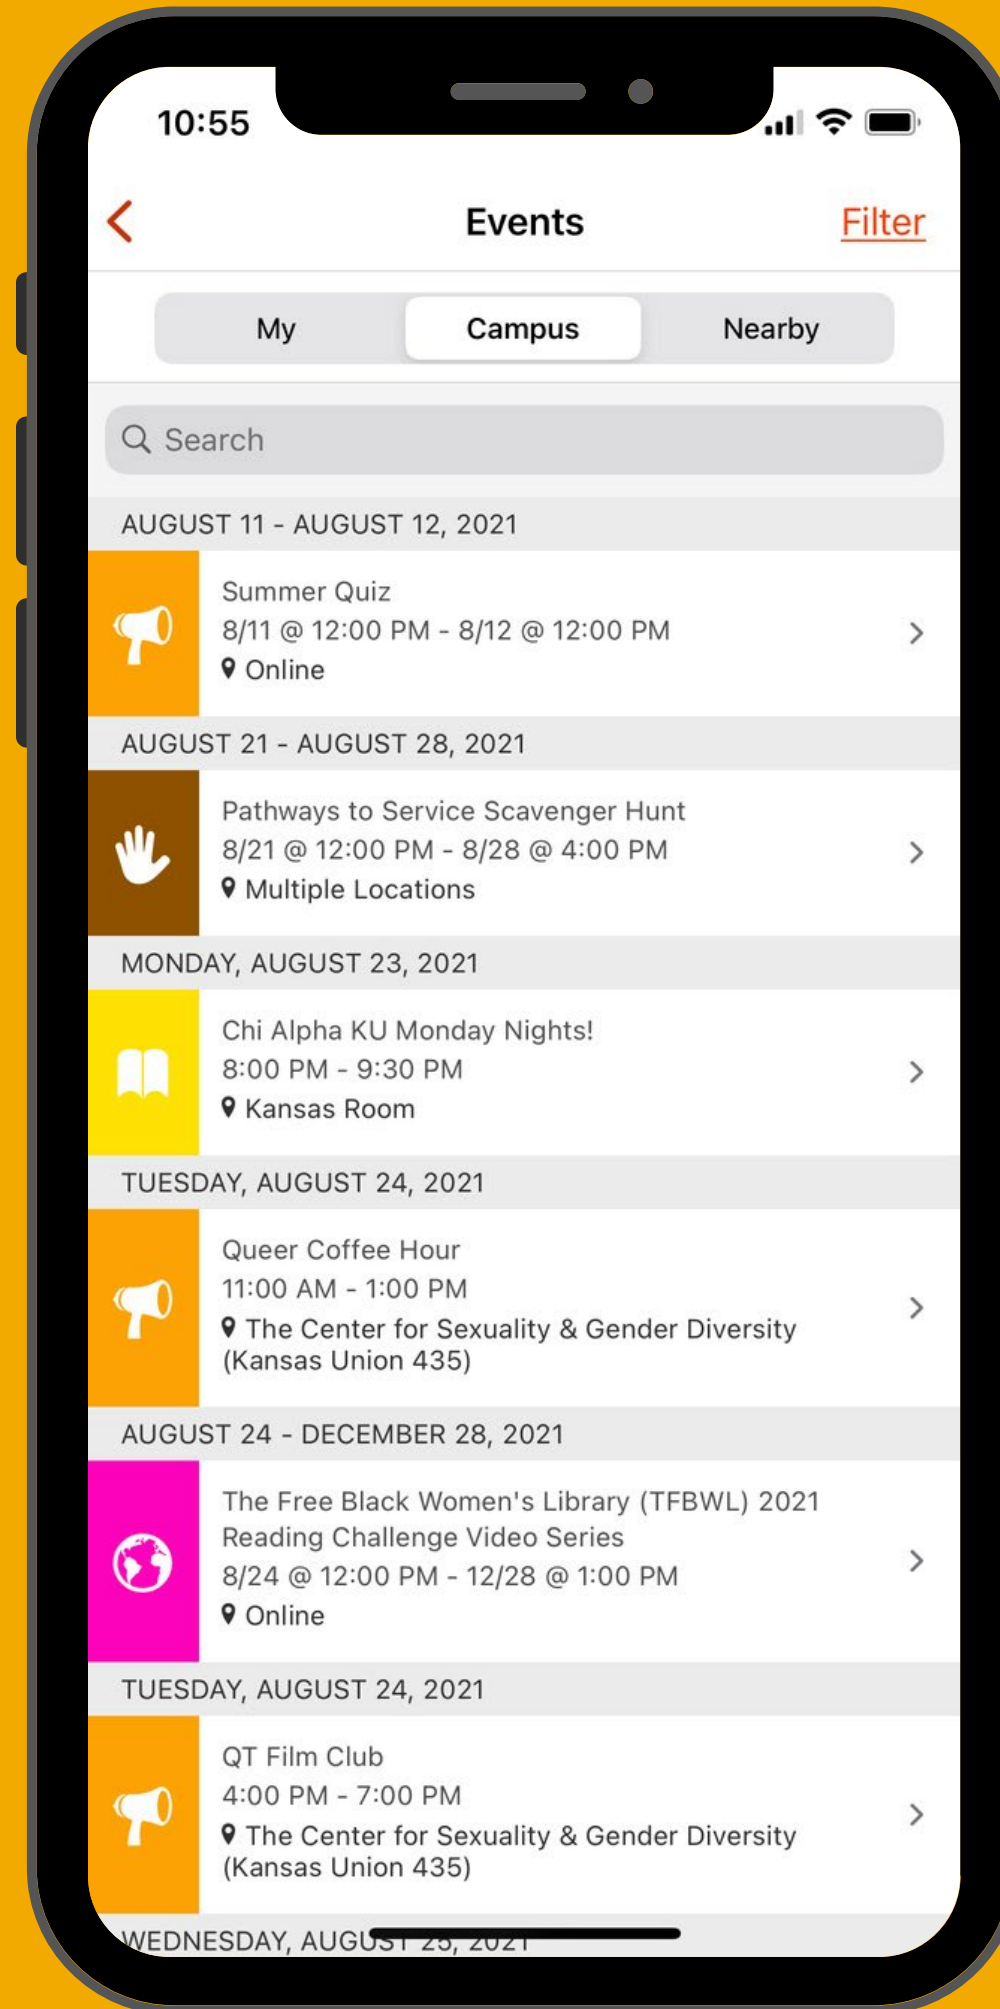 10:55
Events
Filter
My
Campus
Nearby
Search
AUGUST 11 - AUGUST 12, 2021
Summer Quiz
8/11 @ 12:00 PM - 8/12 @ 12:00 PM
Online
AUGUST 21 - AUGUST 28, 2021
Pathways to Service Scavenger Hunt
8/21 @ 12:00 PM - 8/28 @ 4:00 PM
Multiple Locations
MONDAY, AUGUST 23, 2021
Chi Alpha KU Monday Nights!
8:00 PM - 9:30 PM
Kansas Room
TUESDAY, AUGUST 24, 2021
Queer Coffee Hour
11:00 AM - 1:00 PM
The Center for Sexuality & Gender Diversity
(Kansas Union 435)
AUGUST 24 - DECEMBER 28, 2021
The Free Black Women's Library (TFBWL) 2021
Reading Challenge Video Series
8/24 @ 12:00 PM - 12/28 @ 1:00 PM
Online
TUESDAY, AUGUST 24, 2021
QT Film Club
4:00 PM - 7:00 PM
The Center for Sexuality & Gender Diversity
(Kansas Union 435)
WEDNESDAY, AUGUST 25, 2021